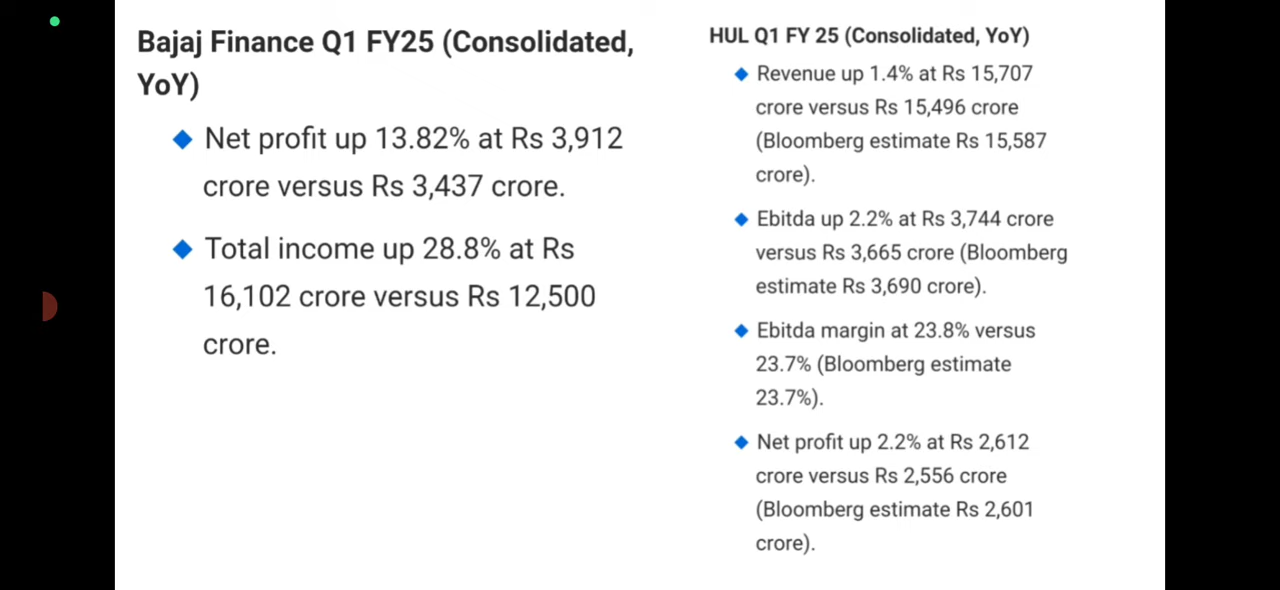 Bajaj Finance Q1 FY25 (Consolidated,
YoY)
Net profit up 13.82% at Rs 3,912
crore versus Rs 3,437 crore.
Total income up 28.8% at Rs
16,102 crore versus Rs 12,500
crore.
HUL Q1 FY 25 (Consolidated, YoY)
Revenue up 1.4% at Rs 15,707
crore versus Rs 15,496 crore
(Bloomberg estimate Rs 15,587
crore).
Ebitda up 2.2% at Rs 3,744 crore
versus Rs 3,665 crore (Bloomberg
estimate Rs 3,690 crore).
Ebitda margin at 23.8% versus
23.7% (Bloomberg estimate
23.7%).
Net profit up 2.2% at Rs 2,612
crore versus Rs 2,556 crore
(Bloomberg estimate Rs 2,601
crore).